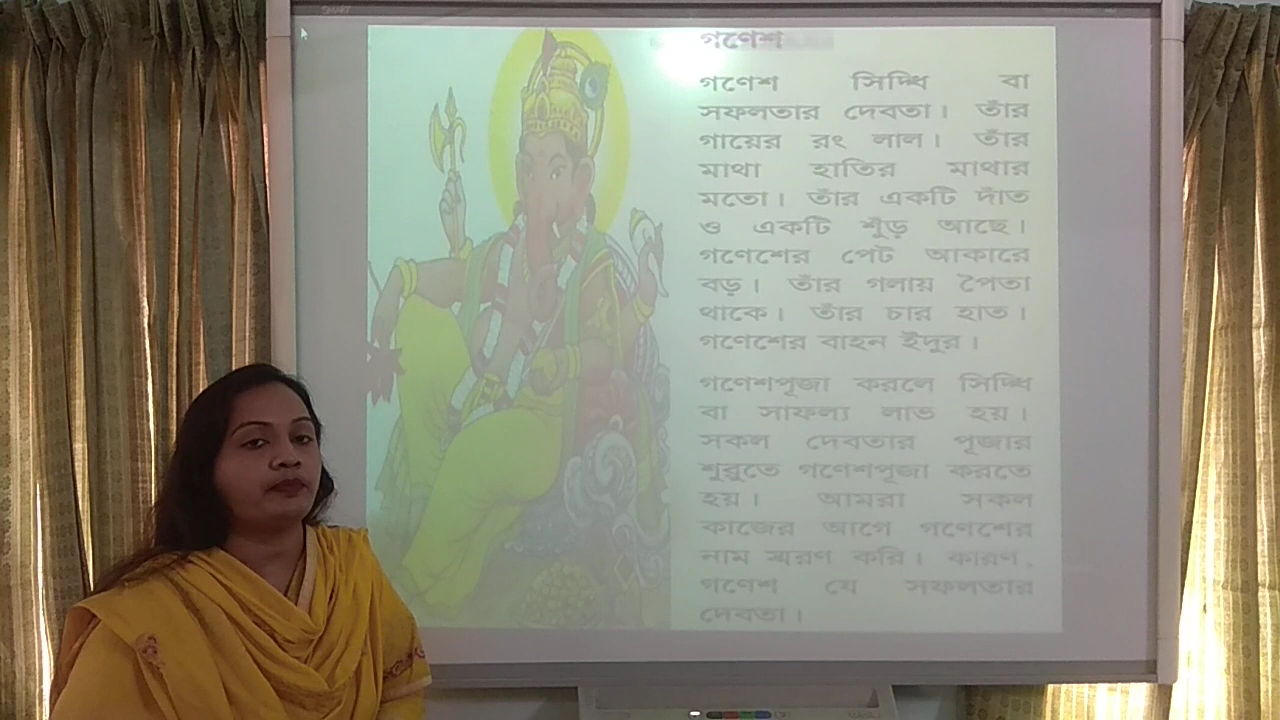 গণেশ
গণেশ সিদ্ধি বা
সফলতার দেবতা। তাঁর
গায়ের রং লাল। তাঁর
মাথা হাতির মাথার
মতো। তাঁর একটি দাঁত
ও একটি শুঁড় আছে।
গণেশের পেট আকারে
বড়। তাঁর গলায় পৈতা
থাকে। তাঁর চার হাত।
গণেশের বাহন ইঁদুর।
গণেশপূজা করলে সিদ্ধি
বা সাফল্য লাভ হয়।
সকল দেবতার পূজার
শুরুতে গণেশপূজা করতে
হয়। আমরা সকল
কাজের আগে গণেশের
নাম স্মরণ করি। কারণ,
গণেশ যে সফলতার
দেবতা।